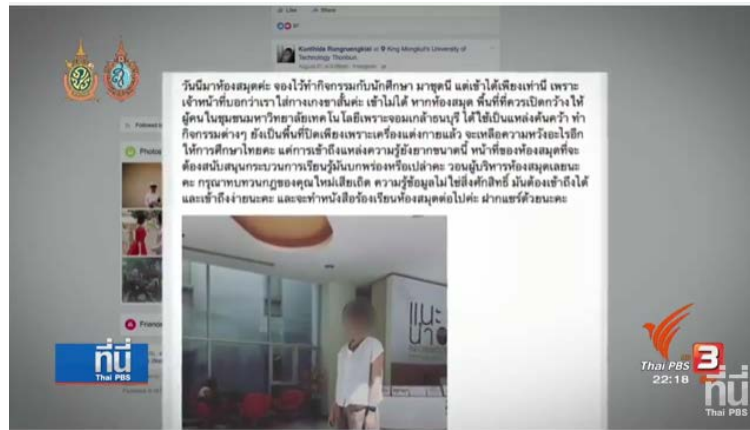 Like Share
97
Kunthida Rungruengkiat at King Mongkut's University of
Technology Thonburi
วันนี้มาห้องสมุดค่ะ จองไว้ทำกิจกรรมกับนักศึกษา มาชุดนี้ แต่เข้าได้เพียงเท่านี้ เพราะ
เจ้าหน้าที่บอกว่าเราใส่กางเกงขาสั้นค่ะ เข้าไม่ได้ หากห้องสมุด พื้นที่ที่ควรเปิดกว้างให้
ผู้คนในชุมชนมหาวิทยาลัยเทคโนโลยีพระจอมเกล้าธนบุรี ได้ใช้เป็นแหล่งค้นคว้า ทำ
กิจกรรมต่างๆ ยังเป็นพื้นที่ปิดเพียงเพราะเครื่องแต่งกายแล้ว จะเหลือความหวังอะไรอีก
ให้การศึกษาไทยคะ แค่การเข้าถึงแหล่งความรู้ยังยากขนาดนี้ หน้าที่ของห้องสมุดที่จะ
ต้องสนับสนุนกระบวนการเรียนรู้มันบกพร่องหรือเปล่าคะ วอนผู้บริหารห้องสมุดเลยนะ
คะ กรุณาทบทวนกฎของคุณใหม่เสียเถิด ความรู้ข้อมูลไม่ใช่สิ่งศักดิ์สิทธิ์ มันต้องเข้าถึงได้
และเข้าถึงง่ายนะคะ และจะทำหนังสือร้องเรียนห้องสมุดต่อไปค่ะ ฝากแชร์ด้วยนะคะ
Followed
Photos
แนะ
นำ
ที่นี่
Thai PBS
Thai PBS 3
22:18
ที่นี่
Thai PBS